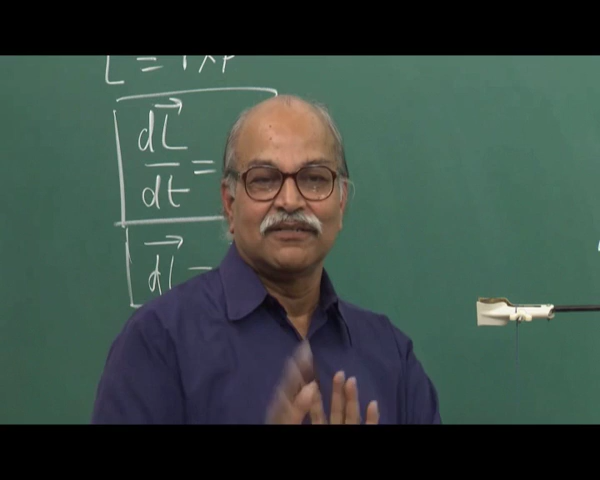 L = r x p
dL
dt =
dL =